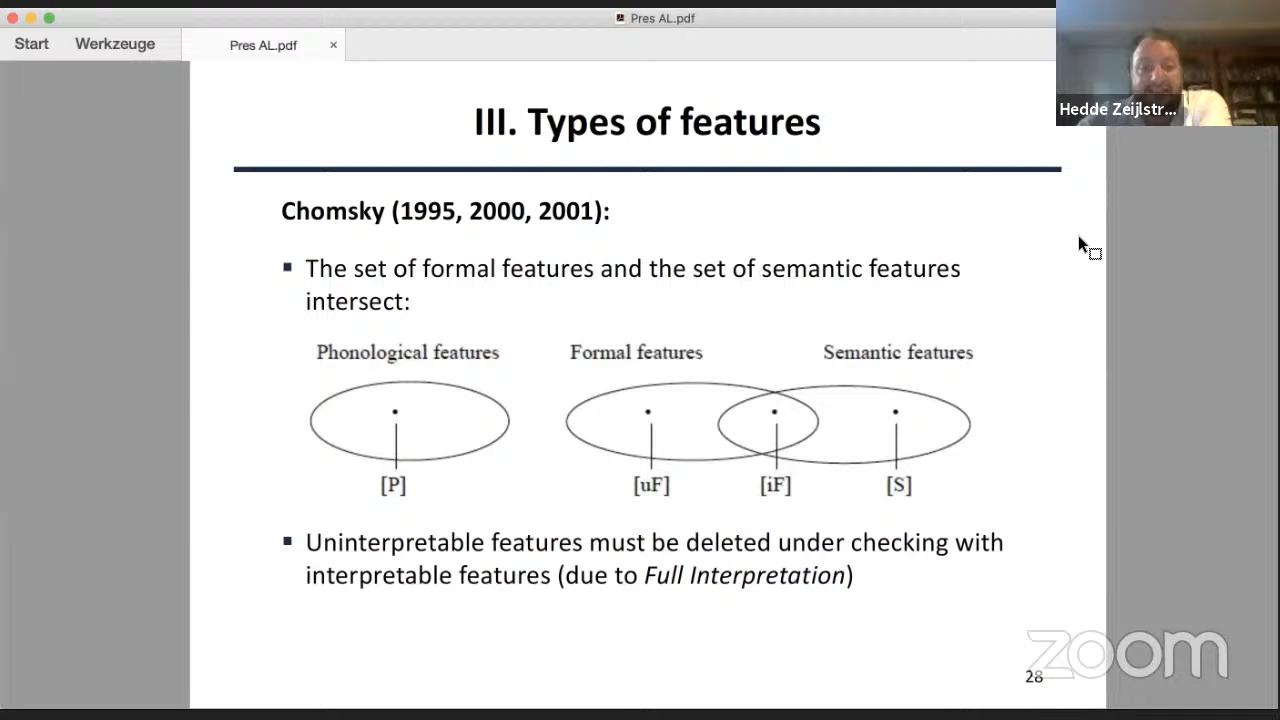 Pres AL.pdf
Start Werkzeuge Pres AL.pdf ×
Hedde Zeijlstr...
III. Types of features
Chomsky (1995, 2000, 2001):
▪ The set of formal features and the set of semantic features
intersect:
Phonological features Formal features Semantic features
[P] [uF] [iF] [S]
▪ Uninterpretable features must be deleted under checking with
interpretable features (due to Full Interpretation)
zoom
28